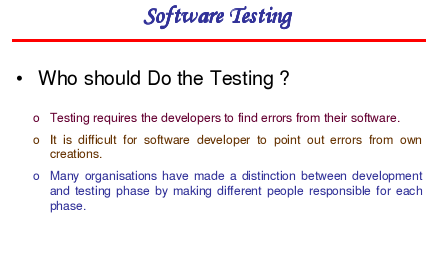 Software Testing
• Who should Do the Testing ?
o Testing requires the developers to find errors from their software.
o It is difficult for software developer to point out errors from own
creations.
o Many organisations have made a distinction between development
and testing phase by making different people responsible for each
phase.